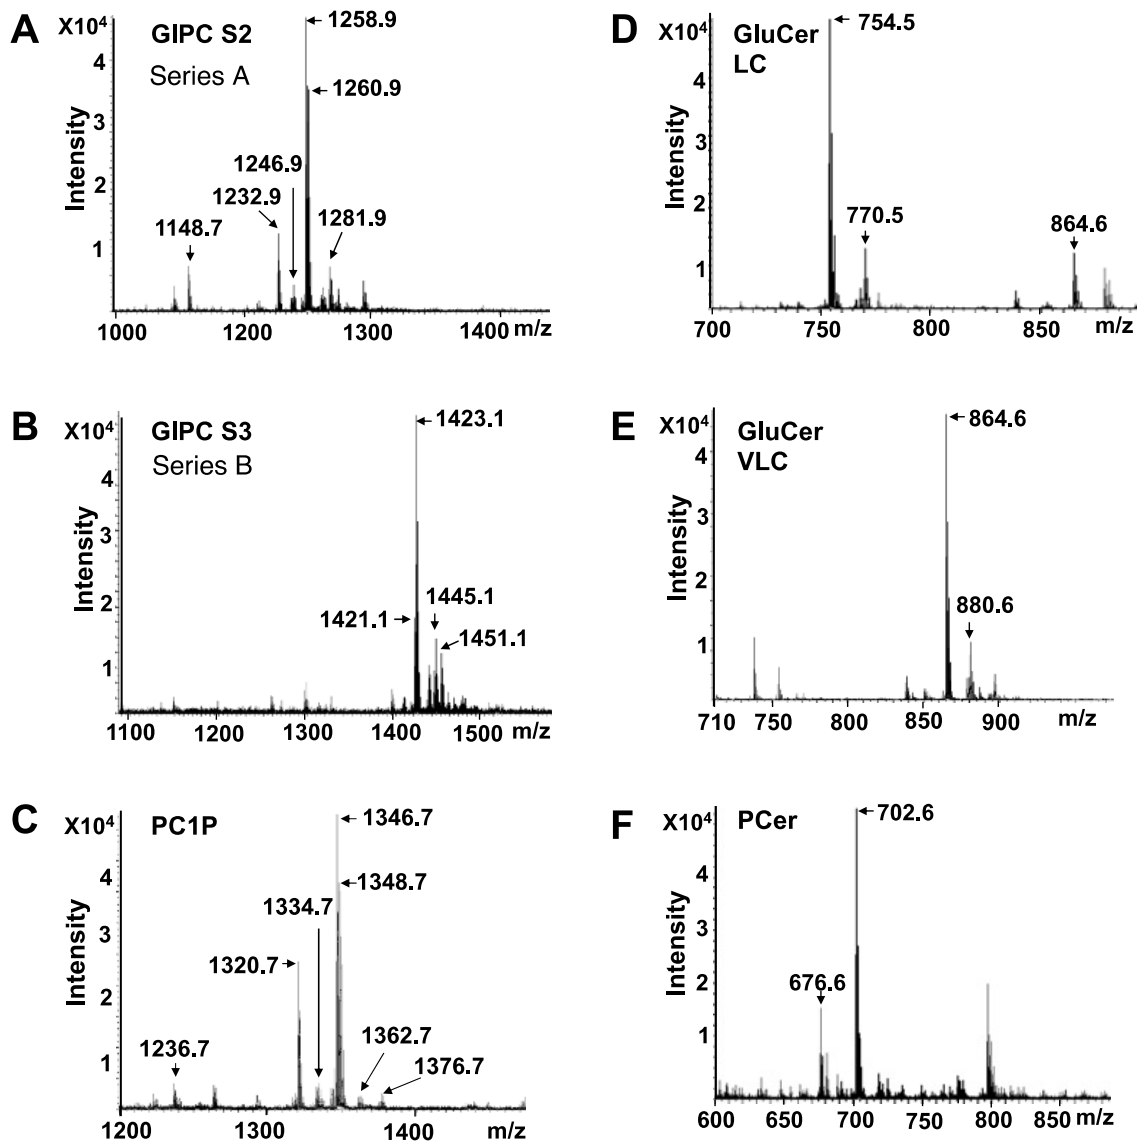 A
X10⁴
GIPC S2
Series A
1258.9
1260.9
1246.9
1232.9
1281.9
1148.7
4
3
2
1
Intensity
1000
1200
1300
1400
m/z
D
X10⁴
GluCer
LC
754.5
770.5
864.6
4
3
2
1
Intensity
700
750
800
850
m/z
B
X10⁴
GIPC S3
Series B
1423.1
1445.1
1421.1
1451.1
4
3
2
1
Intensity
1100
1200
1300
1400
1500
m/z
E
X10⁴
GluCer
VLC
864.6
880.6
4
3
2
1
Intensity
710
750
800
850
900
m/z
C
X10⁴
PC1P
1346.7
1348.7
1334.7
1320.7
1362.7
1236.7
1376.7
4
3
2
1
Intensity
1200
1300
1400
m/z
F
X10⁴
PCer
702.6
676.6
4
3
2
1
Intensity
600
700
800
m/z